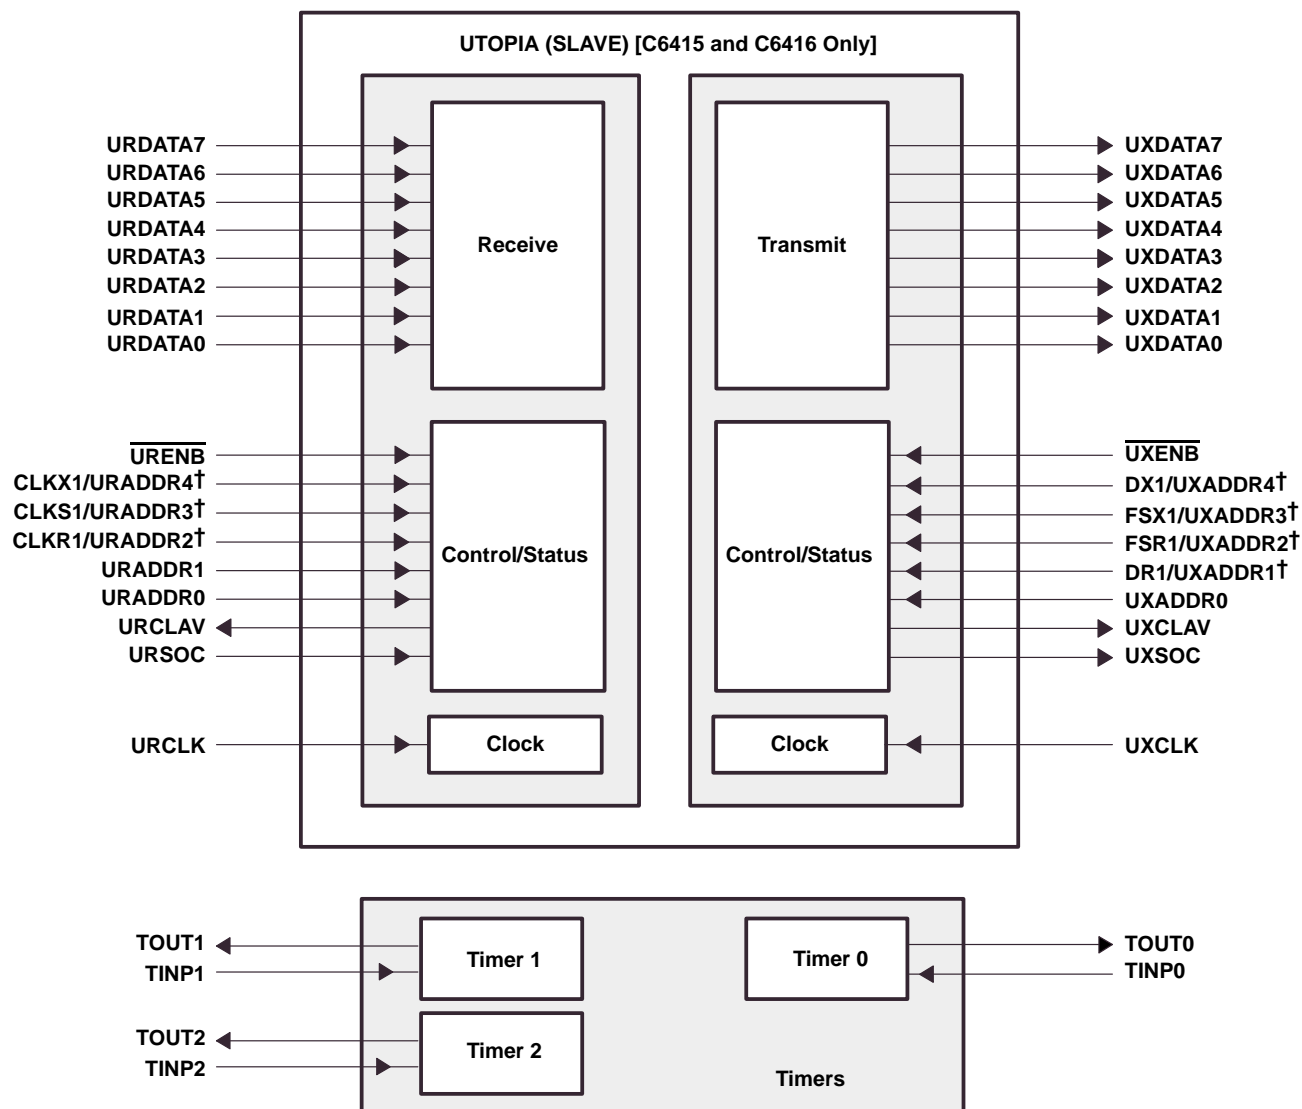 UTOPIA (SLAVE) [C6415 and C6416 Only]
URDATA7
URDATA6
URDATA5
URDATA4
URDATA3
URDATA2
URDATA1
URDATA0
Receive
Transmit
UXDATA7
UXDATA6
UXDATA5
UXDATA4
UXDATA3
UXDATA2
UXDATA1
UXDATA0
URENB
CLKX1/URADDR4†
CLKS1/URADDR3†
CLKR1/URADDR2†
URADDR1
URADDR0
URCLAV
URSOC
Control/Status
Control/Status
UXENB
DX1/UXADDR4†
FSX1/UXADDR3†
FSR1/UXADDR2†
DR1/UXADDR1†
UXADDR0
UXCLAV
UXSOC
URCLK
Clock
Clock
UXCLK
TOUT1
TINP1
Timer 1
Timer 0
TOUT0
TINP0
TOUT2
TINP2
Timer 2
Timers